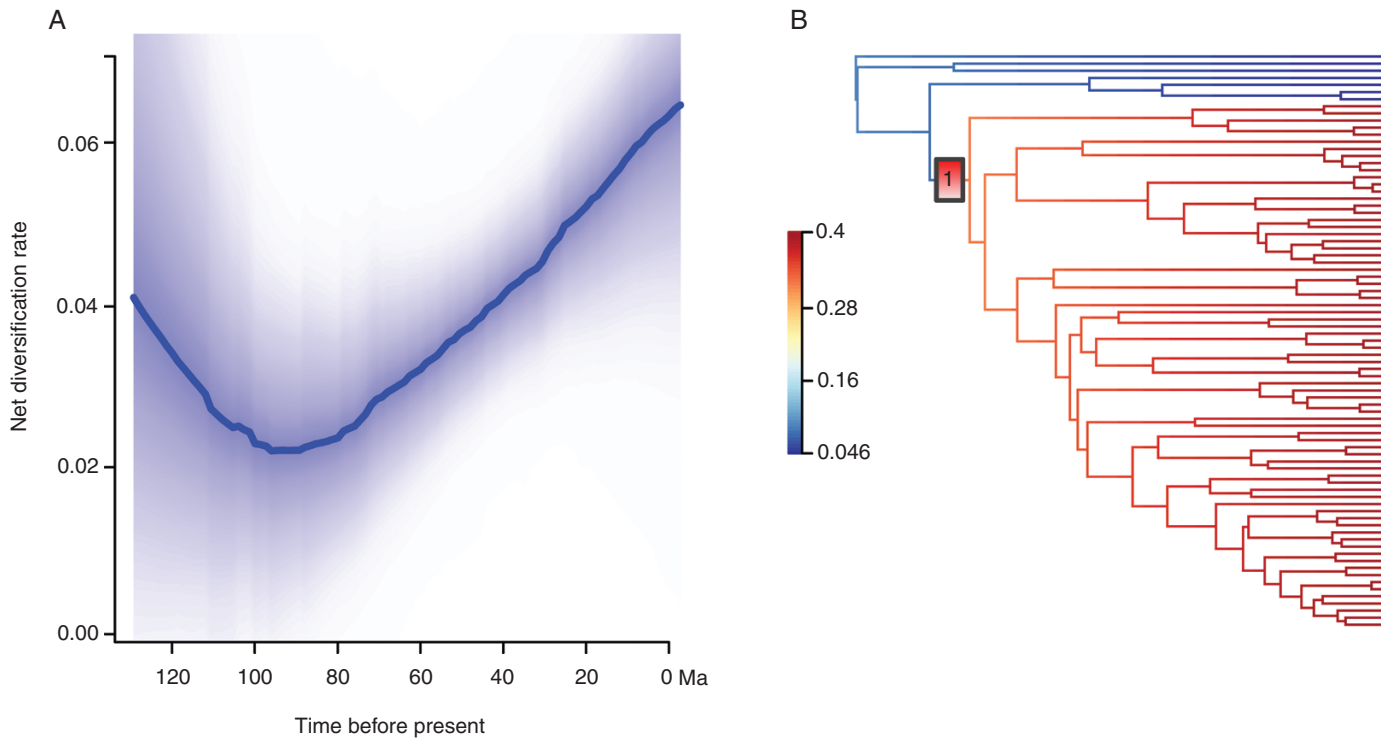 A
B
Net diversification rate
0.06
0.04
0.02
0.00
120 100 80 60 40 20 0 Ma
Time before present
1
0.4
0.28
0.16
0.046